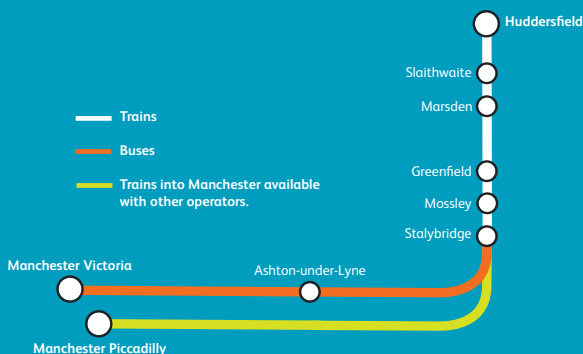 Huddersfield
Slaithwaite
Marsden
Trains
Buses
Greenfield
Trains into Manchester available
with other operators.
Mossley
Stalybridge
Manchester Victoria
Ashton-under-Lyne
Manchester Piccadilly